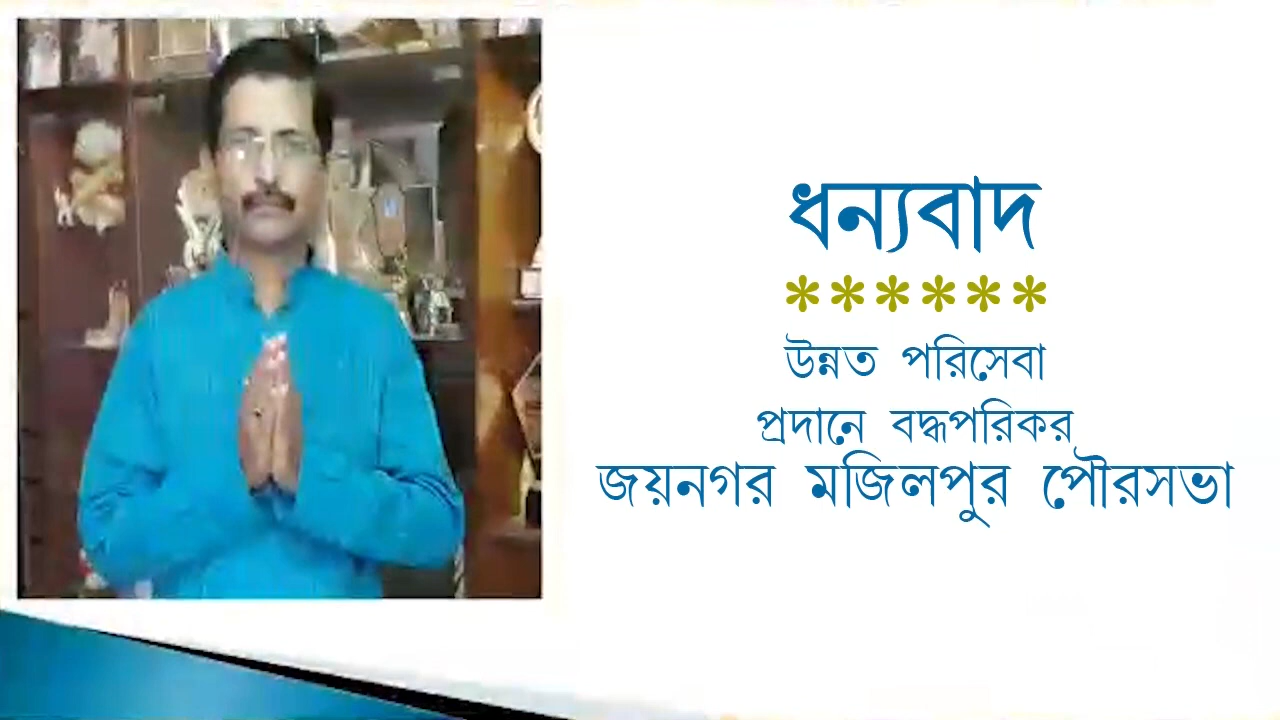 ধন্যবাদ
******
উন্নত পরিসেবা
প্রদানে বদ্ধপরিকর
জয়নগর মজিলপুর পৌরসভা